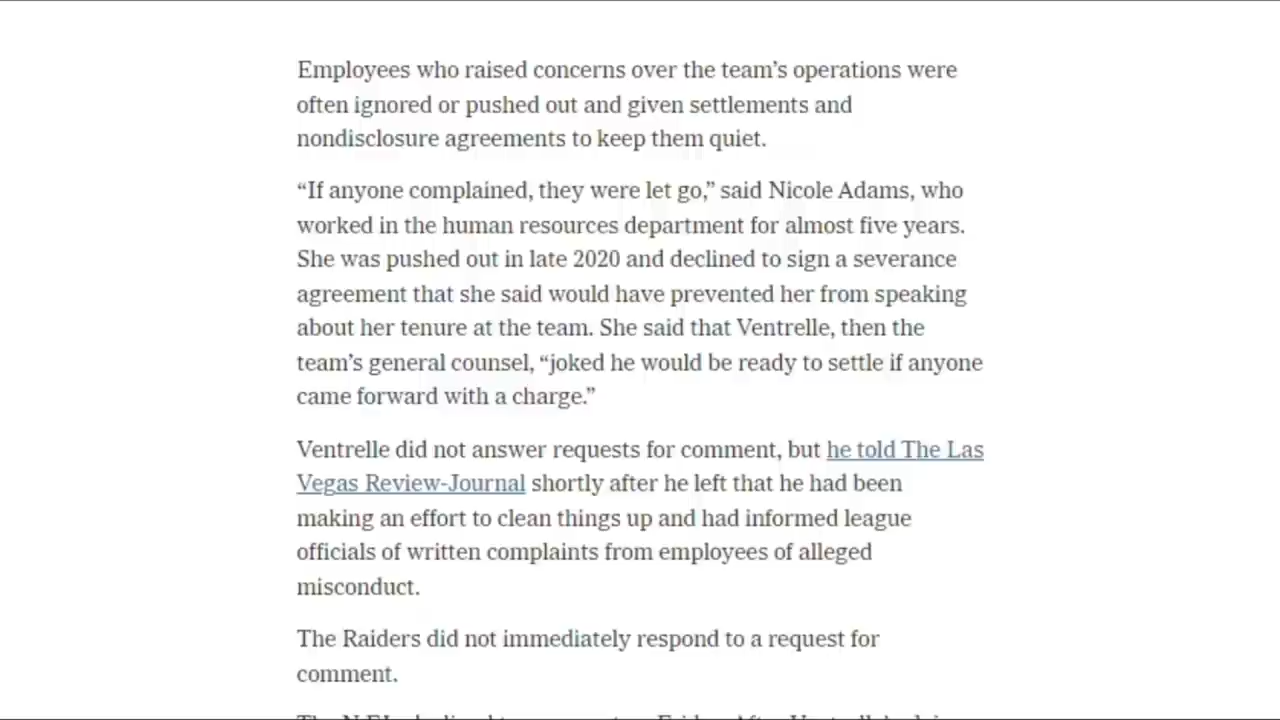 Employees who raised concerns over the team’s operations were
often ignored or pushed out and given settlements and
nondisclosure agreements to keep them quiet.
“If anyone complained, they were let go,” said Nicole Adams, who
worked in the human resources department for almost five years.
She was pushed out in late 2020 and declined to sign a severance
agreement that she said would have prevented her from speaking
about her tenure at the team. She said that Ventrelle, then the
team’s general counsel, “joked he would be ready to settle if anyone
came forward with a charge.”
Ventrelle did not answer requests for comment, but he told The Las
Vegas Review-Journal shortly after he left that he had been
making an effort to clean things up and had informed league
officials of written complaints from employees of alleged
misconduct.
The Raiders did not immediately respond to a request for
comment.